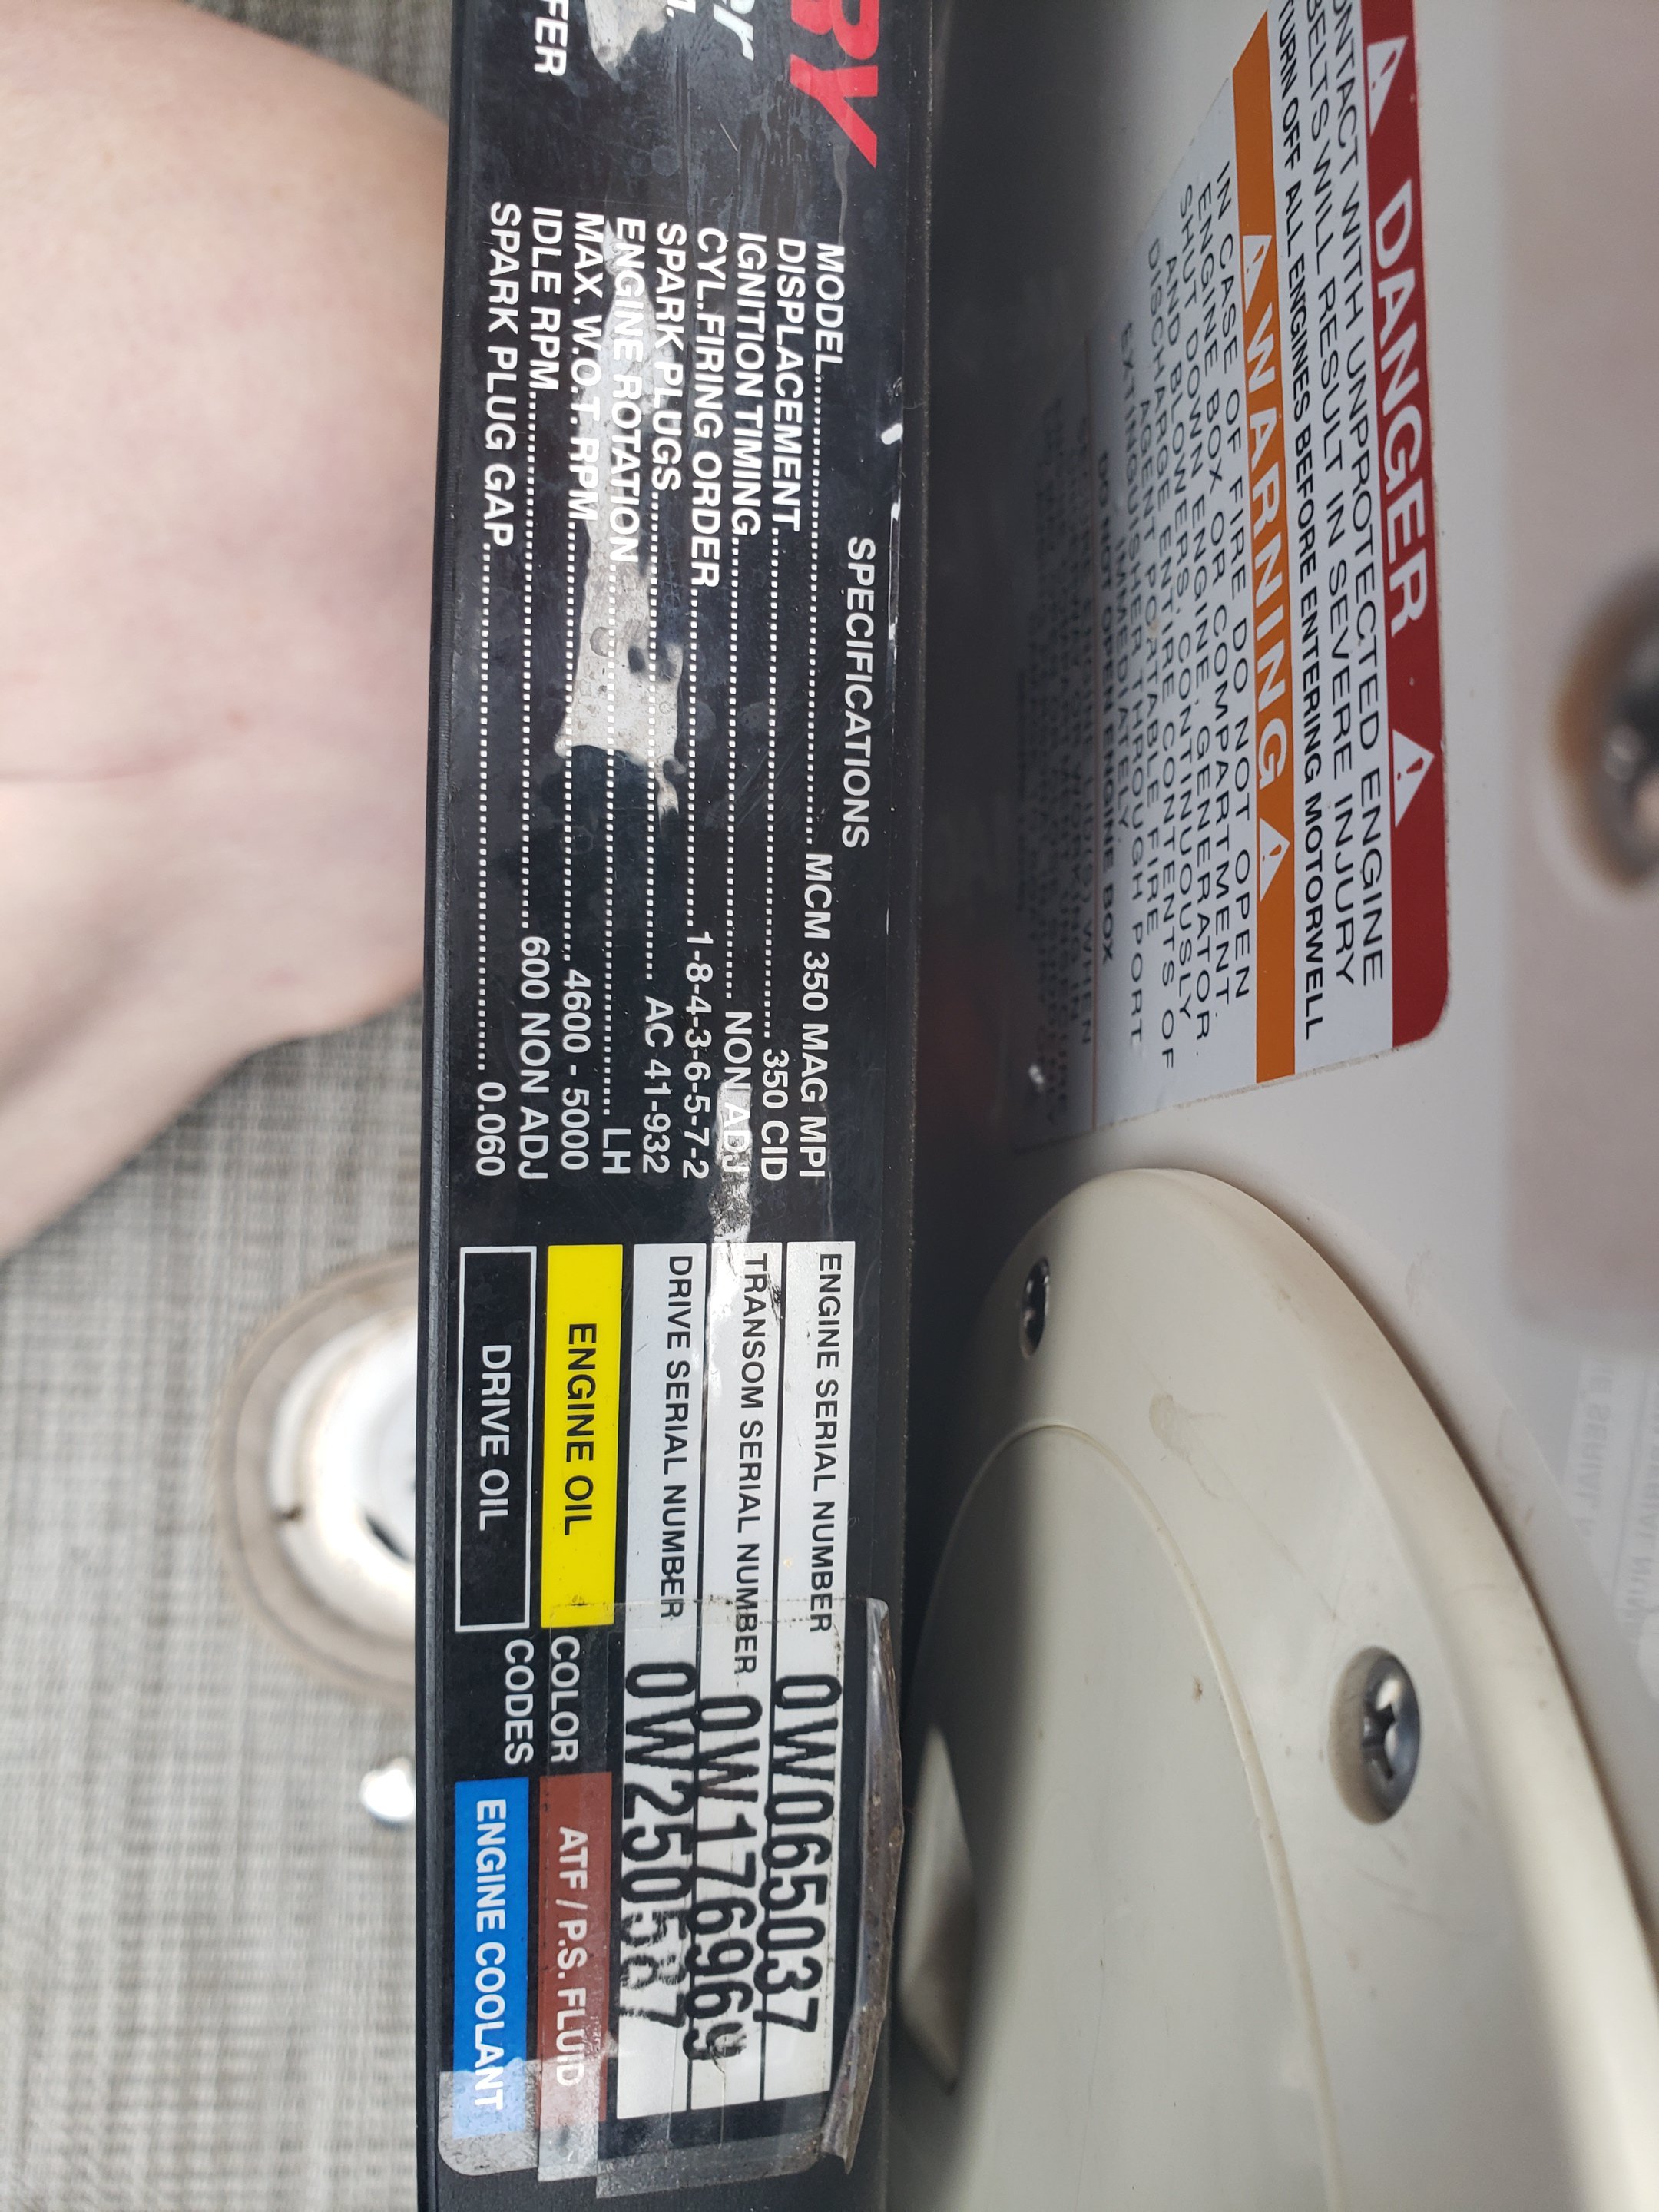 RY
er
M.
FER
SPECIFICATIONS
MODEL.................... MCM 350 MAG MPI
DISPLACEMENT.................... 350 CID
IGNITION TIMING.................... NON ADJ
CYL.FIRING ORDER.................... 1-8-4-3-6-5-7-2
SPARK PLUGS.................... AC 41-932
ENGINE ROTATION.................... LH
MAX. W.O.T. RPM.................... 4600 - 5000
IDLE RPM.................... 600 NON ADJ
SPARK PLUG GAP.................... 0.060
ENGINE SERIAL NUMBER 0W065037
TRANSOM SERIAL NUMBER 0W176969
DRIVE SERIAL NUMBER 0W250587
ENGINE OIL
COLOR CODES
ATF / P.S. FLUID
DRIVE OIL
ENGINE COOLANT
DANGER
ONTACT WITH UNPROTECTED ENGINE
BELTS WILL RESULT IN SEVERE INJURY
TURN OFF ALL ENGINES BEFORE ENTERING MOTORWELL
WARNING
IN CASE OF FIRE DO NOT OPEN
ENGINE BOX OR COMPARTMENT.
SHUT DOWN ENGINE, GENERATOR
AND BLOWERS. CONTINUOUSLY
DISCHARGE ENTIRE CONTENTS OF
AGENT PORTABLE FIRE
EXTINGUISHER THROUGH PORT
IMMEDIATELY
DO NOT OPEN ENGINE BOX